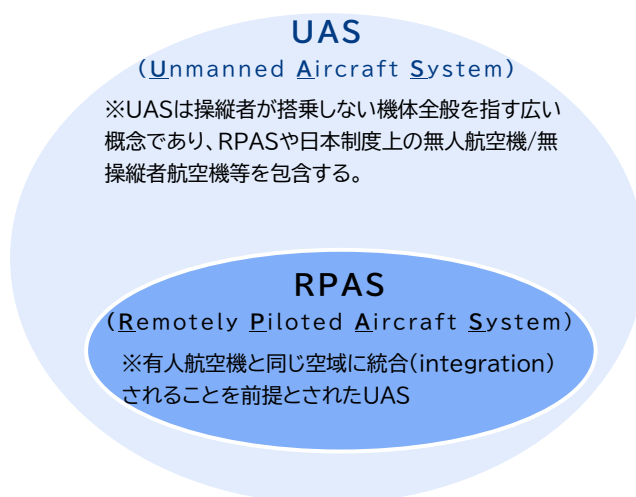 UAS
(Unmanned Aircraft System)
※UASは操縦者が搭乗しない機体全般を指す広い
概念であり、RPASや日本制度上の無人航空機/無
操縦者航空機等を包含する。
RPAS
(Remotely Piloted Aircraft System)
※有人航空機と同じ空域に統合(integration)
されることを前提とされたUAS